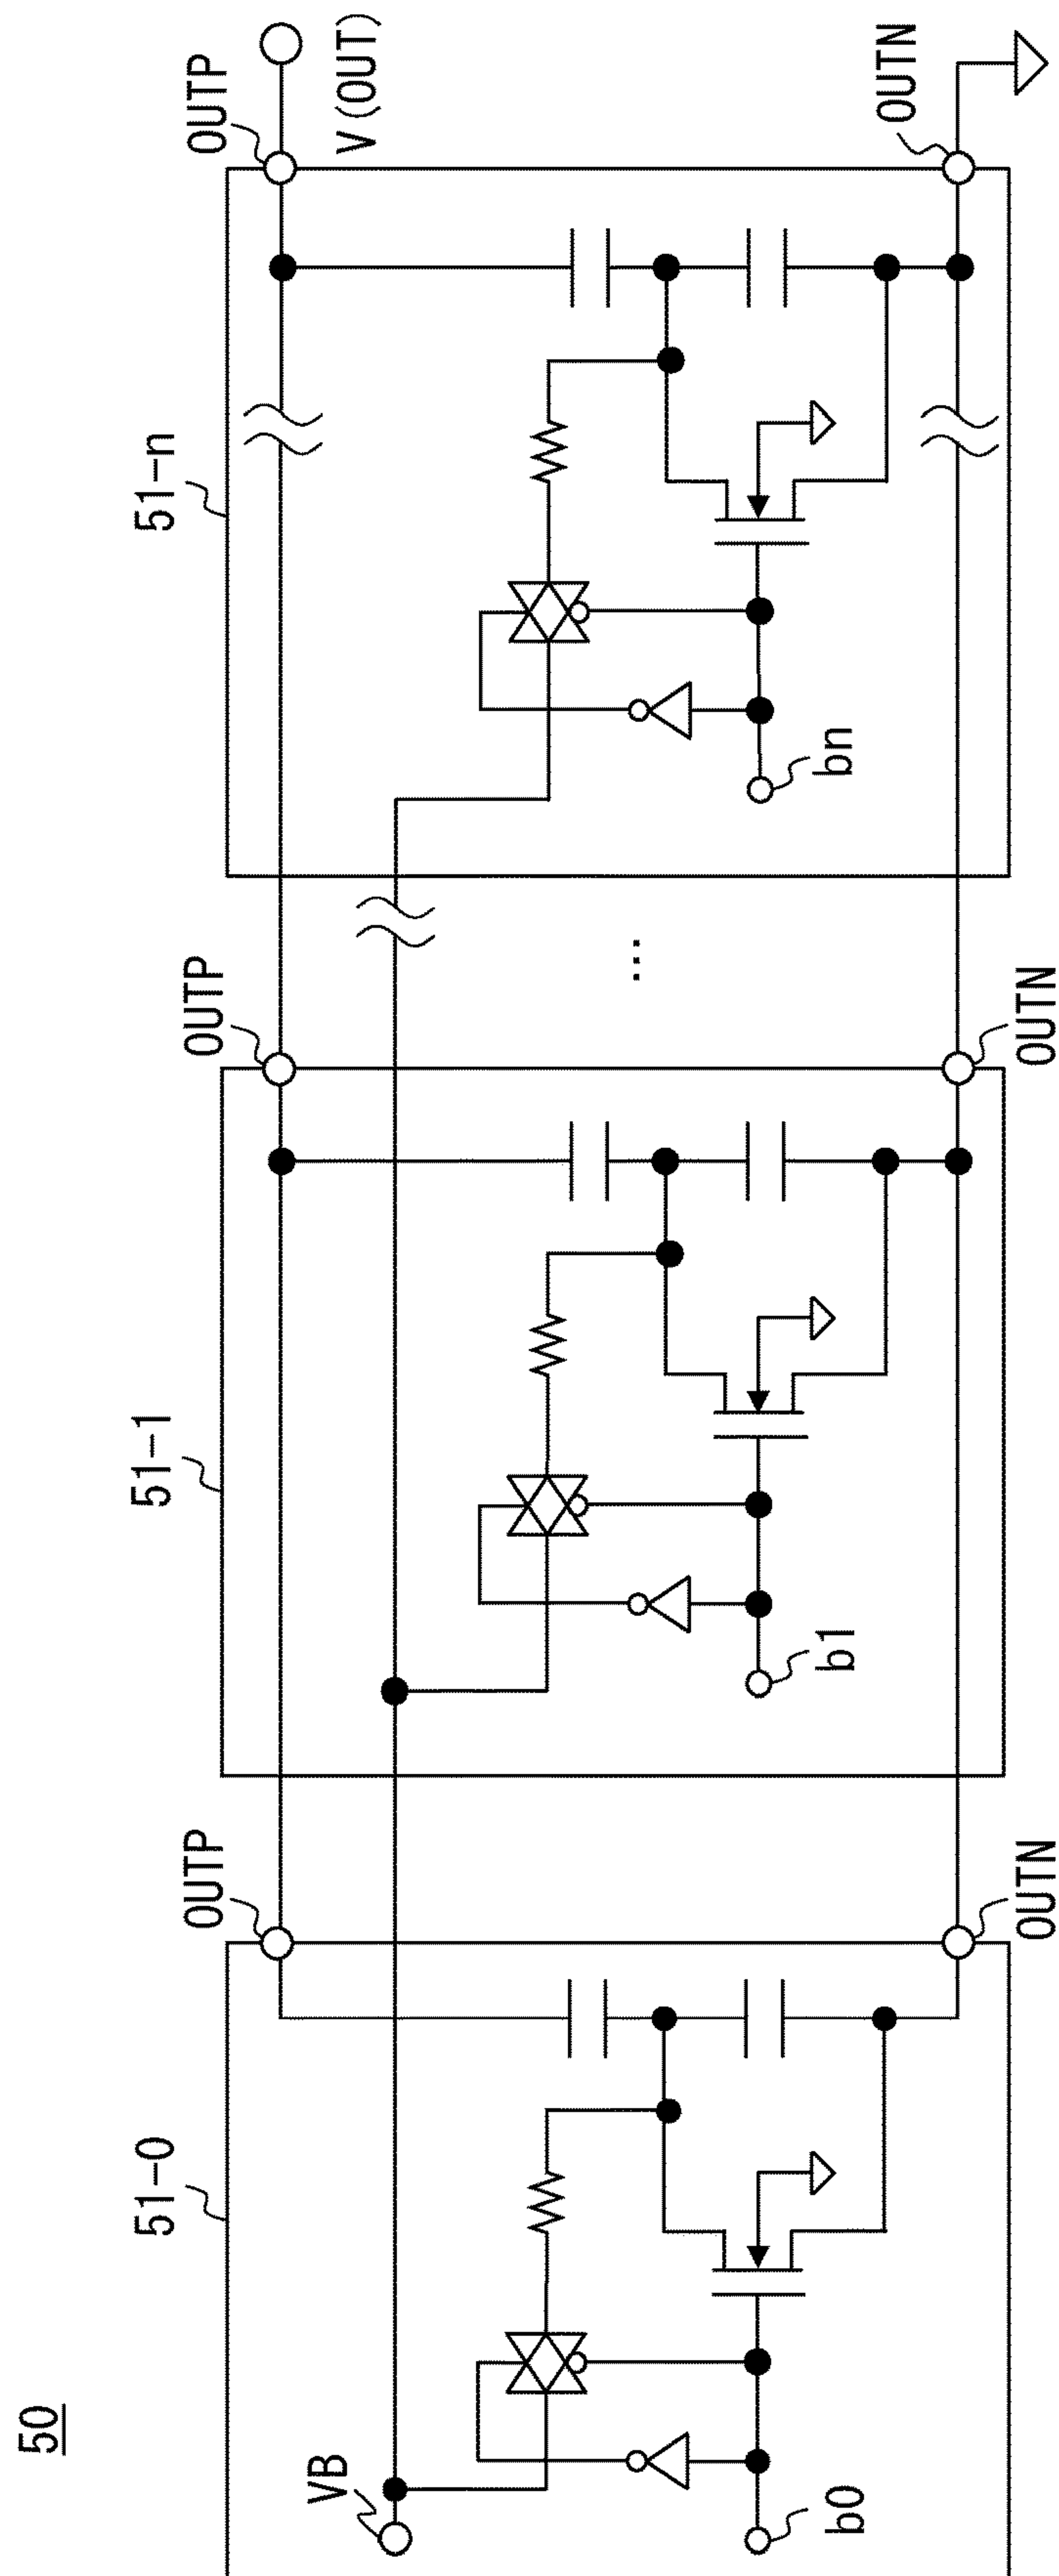 50
51-0
OUTP
51-1
OUTP
51-n
OUTP
V(OUT)
VB
b0
OUTN
b1
OUTN
...
bn
OUTN